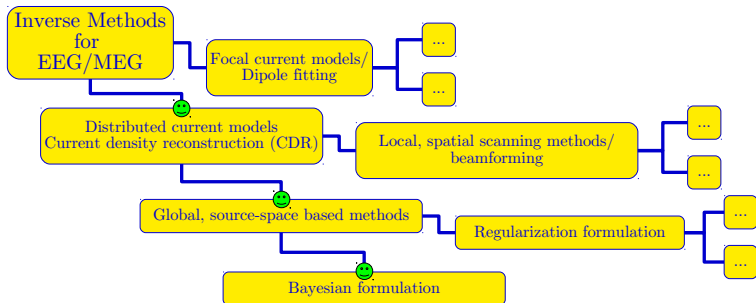 Inverse Methods
for
EEG/MEG
Focal current models/
Dipole fitting
...
...
Distributed current models
Current density reconstruction (CDR)
Local, spatial scanning methods/
beamforming
...
...
Global, source-space based methods
Regularization formulation
...
...
Bayesian formulation